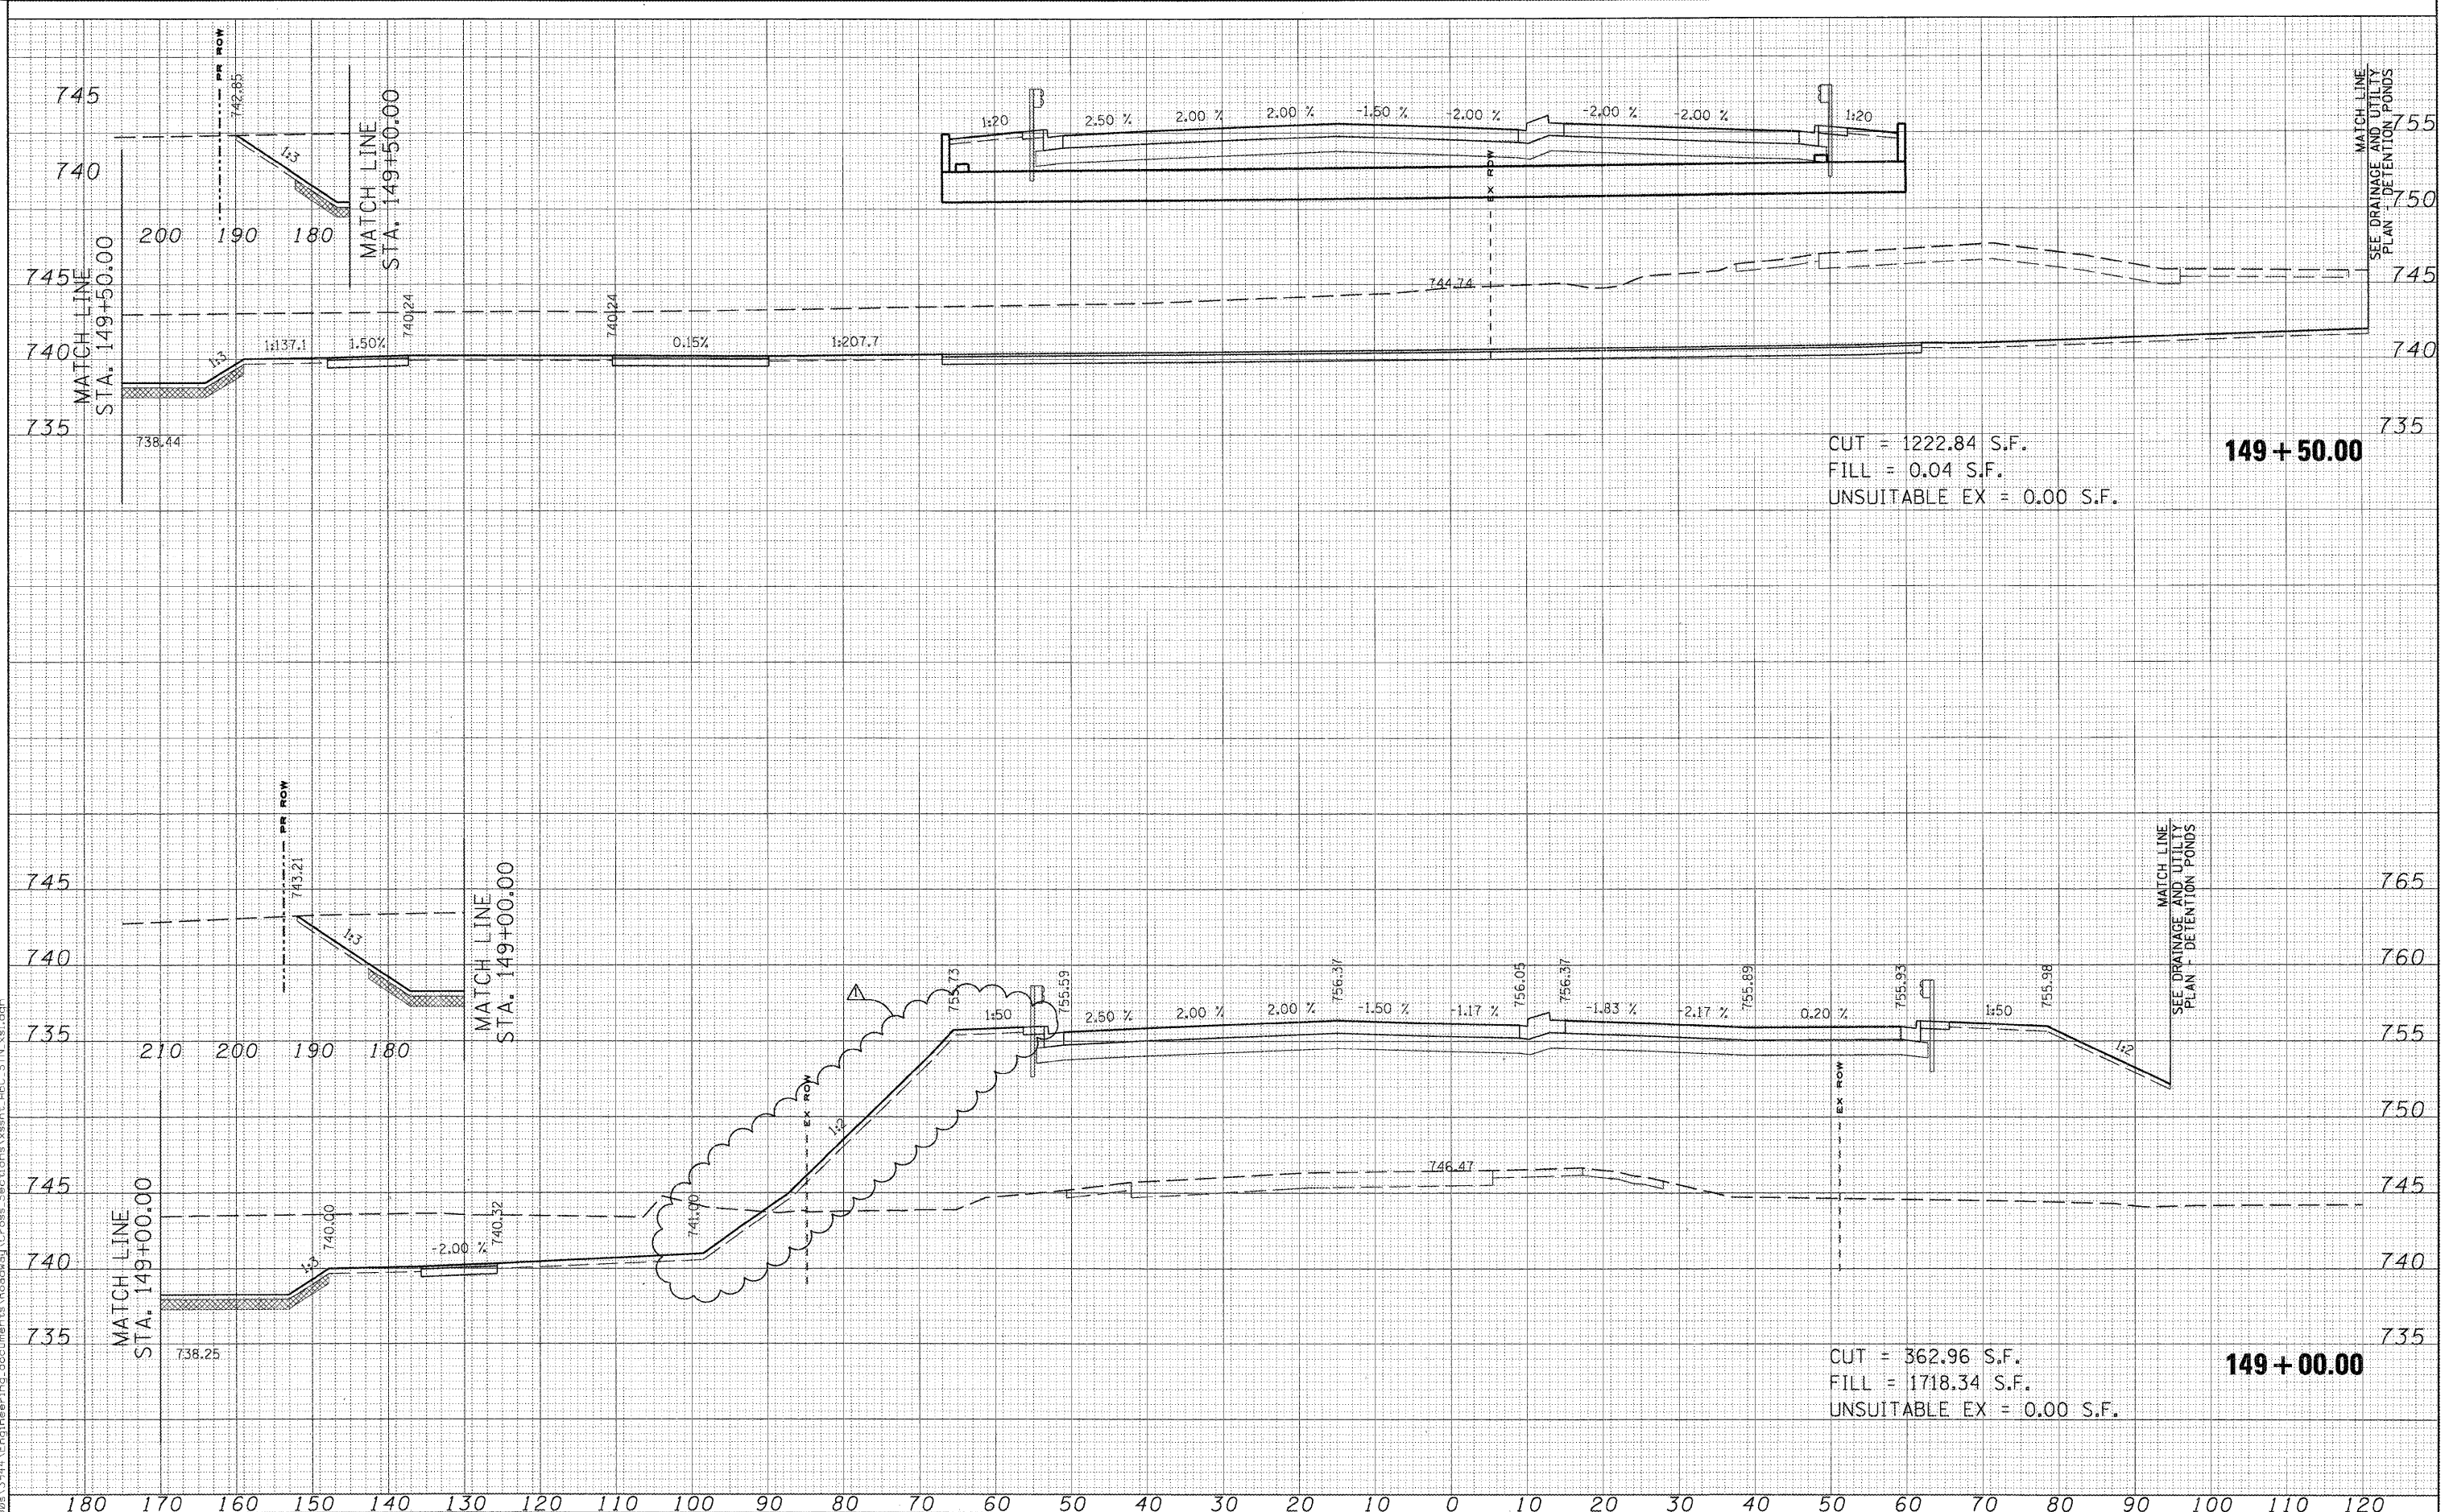 PR ROW
742.85
745
740
1:3
MATCH LINE
STA. 149+50.00
200 190 180
1:20 2.50 % 2.00 % 2.00 % -1.50 % -2.00 % -2.00 % -2.00 % 1:20
EX ROW
MATCH LINE
SEE DRAINAGE AND UTILITY
PLAN - DETENTION PONDS
755
750
745
740
735
745
740
735
MATCH LINE
STA. 149+50.00
738.44
1:3
1:137.1
1.50%
740.24
740.24
0.15%
1:207.7
744.74
CUT = 1222.84 S.F.
FILL = 0.04 S.F.
UNSUITABLE EX = 0.00 S.F.
149+50.00
PR ROW
743.21
745
740
735
1:3
MATCH LINE
STA. 149+00.00
210 200 190 180
1
755.73
1:50
755.59
2.50 % 2.00 % 2.00 %
756.37
-1.50 % -1.17 %
756.05
756.37
-1.83 % -2.17 %
755.89
0.20 %
755.93
1:50
755.98
1:2
MATCH LINE
SEE DRAINAGE AND UTILITY
PLAN - DETENTION PONDS
765
760
755
750
745
740
735
EX ROW
EX ROW
1:2
746.47
745
740
735
MATCH LINE
STA. 149+00.00
738.25
1:3
740.00
-2.00 %
740.32
741.00
CUT = 362.96 S.F.
FILL = 1718.34 S.F.
UNSUITABLE EX = 0.00 S.F.
149+00.00
180 170 160 150 140 130 120 110 100 90 80 70 60 50 40 30 20 10 0 10 20 30 40 50 60 70 80 90 100 110 120